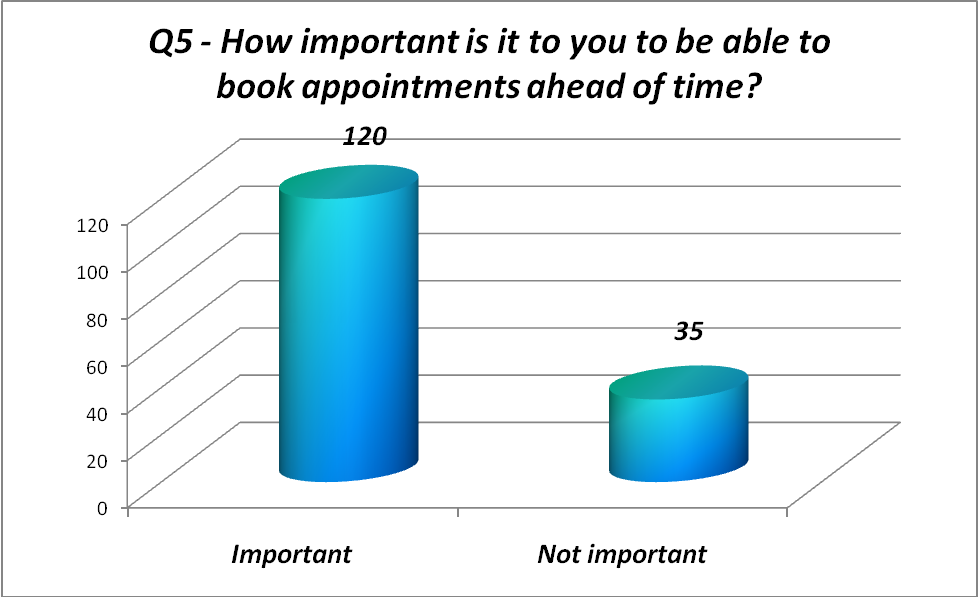 Q5 - How important is it to you to be able to
book appointments ahead of time?
120
35
120
100
80
60
40
20
0
Important
Not important